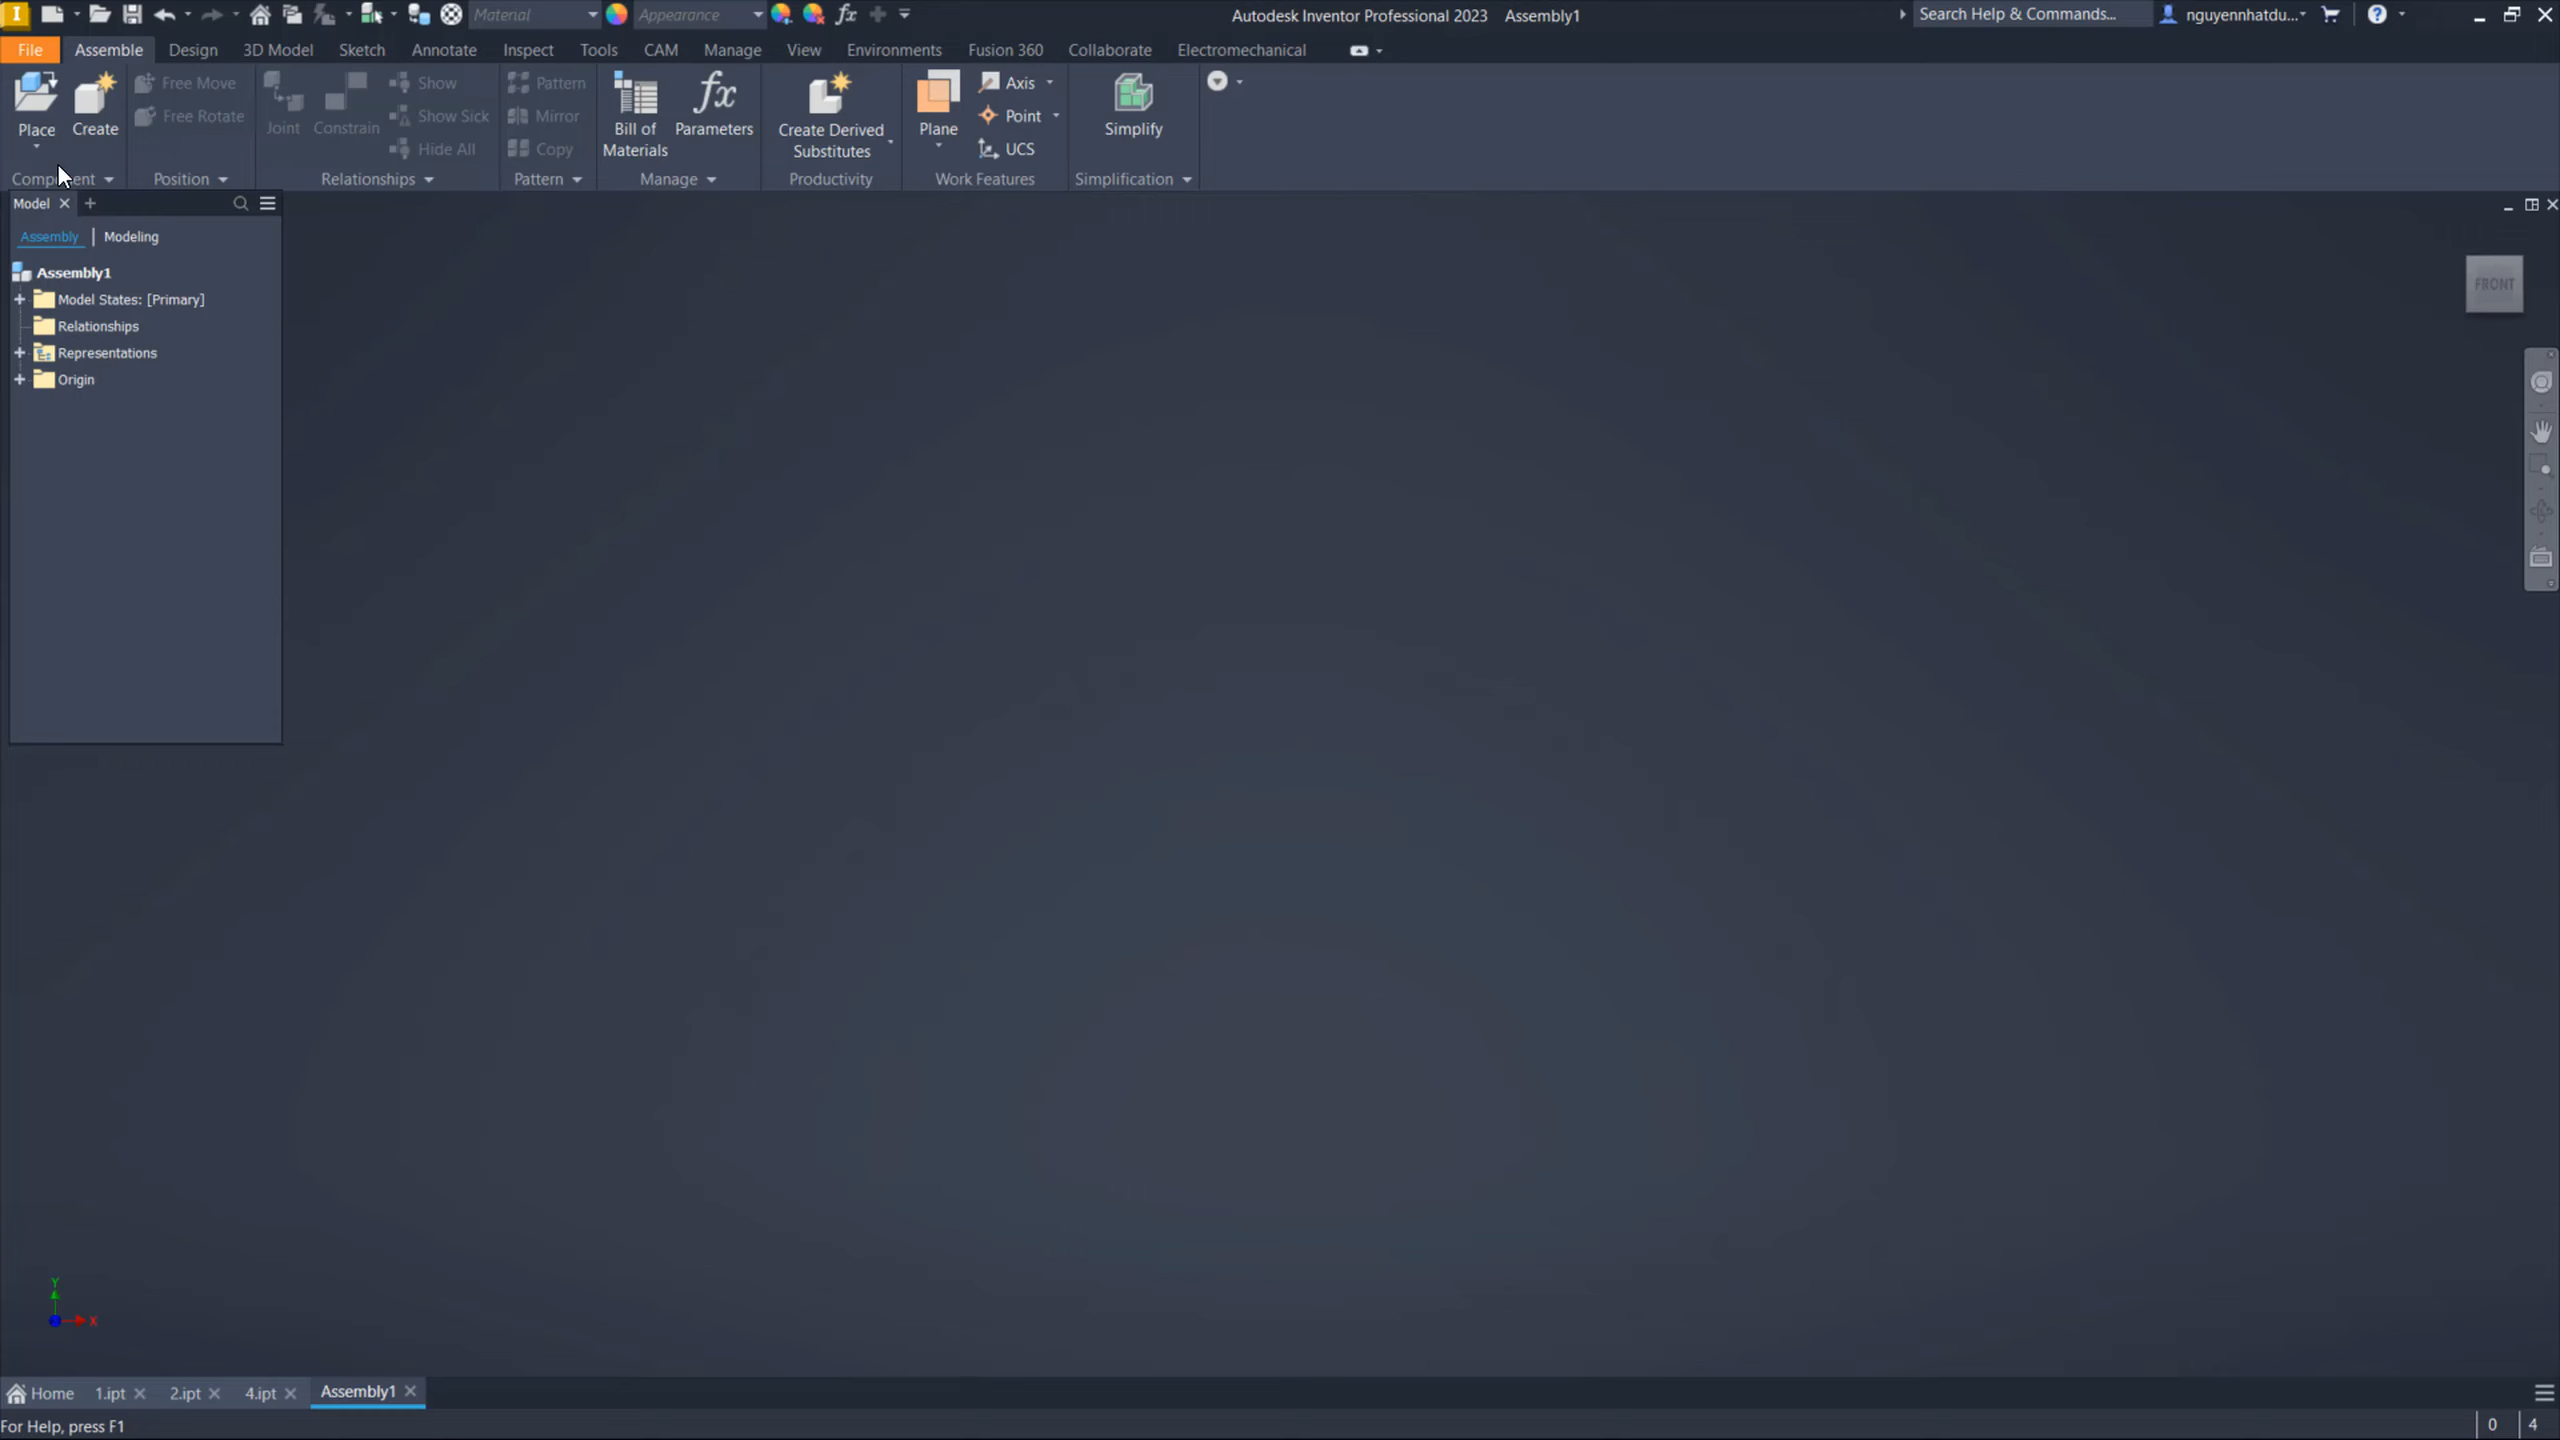 Material
Appearance
Autodesk Inventor Professional 2023 Assembly1
Search Help & Commands...
nguyennhatdu...
File Assemble Design 3D Model Sketch Annotate Inspect Tools CAM Manage View Environments Fusion 360 Collaborate Electromechanical
Place
Create
Free Move
Free Rotate
Joint
Constrain
Show
Show Sick
Hide All
Pattern
Mirror
Copy
Bill of
Materials
Parameters
Create Derived
Substitutes
Plane
Axis
Point
UCS
Simplify
Component Position Relationships Pattern Manage Productivity Work Features Simplification
Model
Assembly | Modeling
Assembly1
Model States: [Primary]
Relationships
Representations
Origin
FRONT
Y
X
Home 1.ipt 2.ipt 4.ipt Assembly1
For Help, press F1
0 4